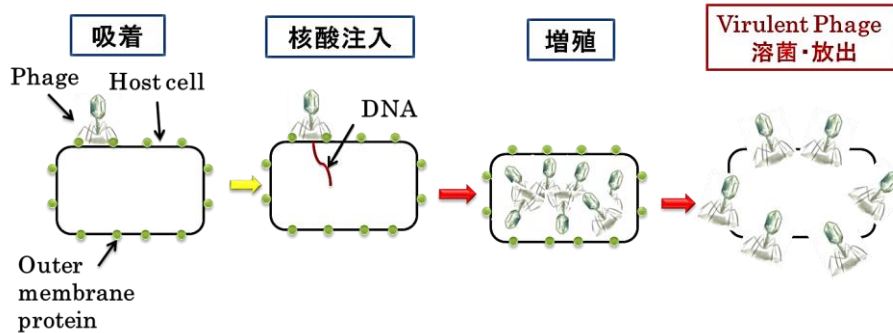 吸着
核酸注入
増殖
Virulent Phage
溶菌・放出
Phage
Host cell
DNA
Outer
membrane
protein